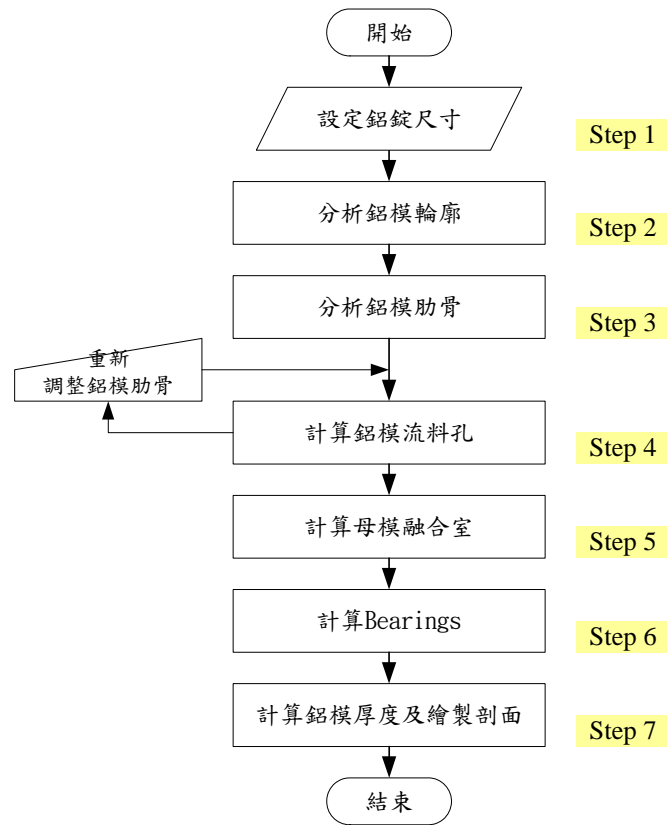 開始
設定鋁錠尺寸
Step 1
分析鋁模輪廓
Step 2
分析鋁模肋骨
Step 3
重新
調整鋁模肋骨
計算鋁模流料孔
Step 4
計算母模融合室
Step 5
計算Bearings
Step 6
計算鋁模厚度及繪製剖面
Step 7
結束